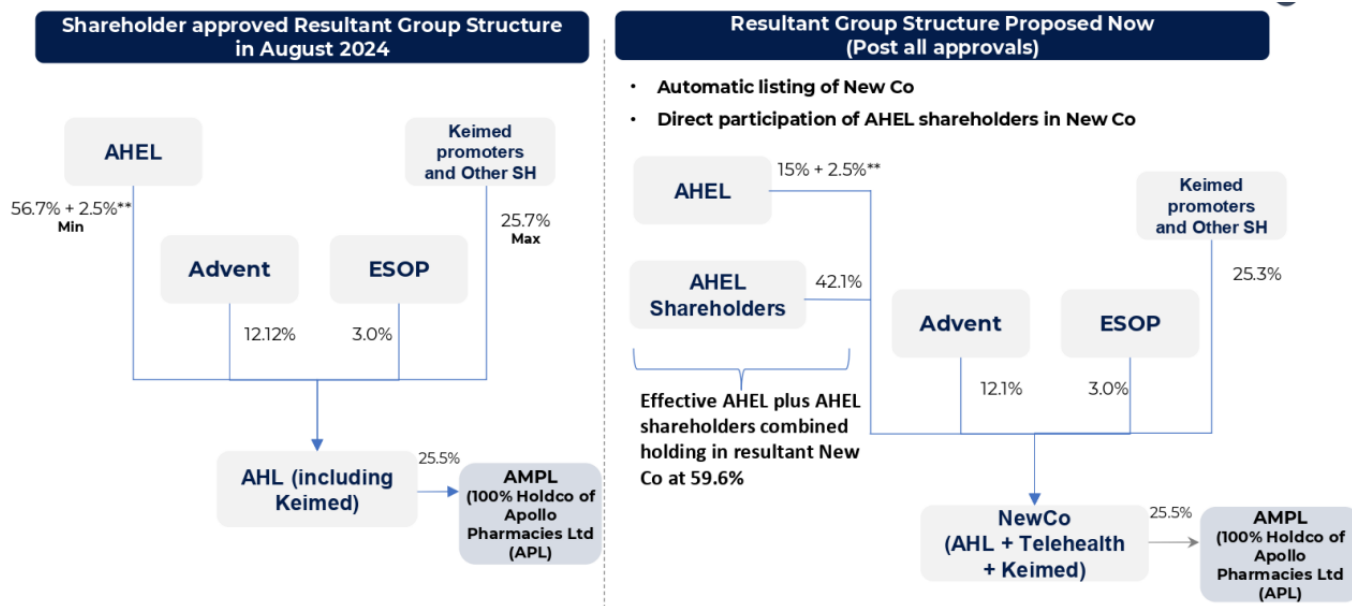 Shareholder approved Resultant Group Structure
in August 2024
AHEL
Keimed
promoters
and Other SH
56.7% + 2.5%**
Min
25.7%
Max
Advent
ESOP
12.12%
3.0%
AHL (including
Keimed)
25.5%
AMPL
(100% Holdco of
Apollo
Pharmacies Ltd
(APL)
Resultant Group Structure Proposed Now
(Post all approvals)
• Automatic listing of New Co
• Direct participation of AHEL shareholders in New Co
AHEL
15% + 2.5%**
Keimed
promoters
and Other SH
AHEL
Shareholders
42.1%
25.3%
Advent
ESOP
12.1%
3.0%
Effective AHEL plus AHEL
shareholders combined
holding in resultant New
Co at 59.6%
NewCo
(AHL + Telehealth
+ Keimed)
25.5%
AMPL
(100% Holdco of
Apollo
Pharmacies Ltd
(APL)